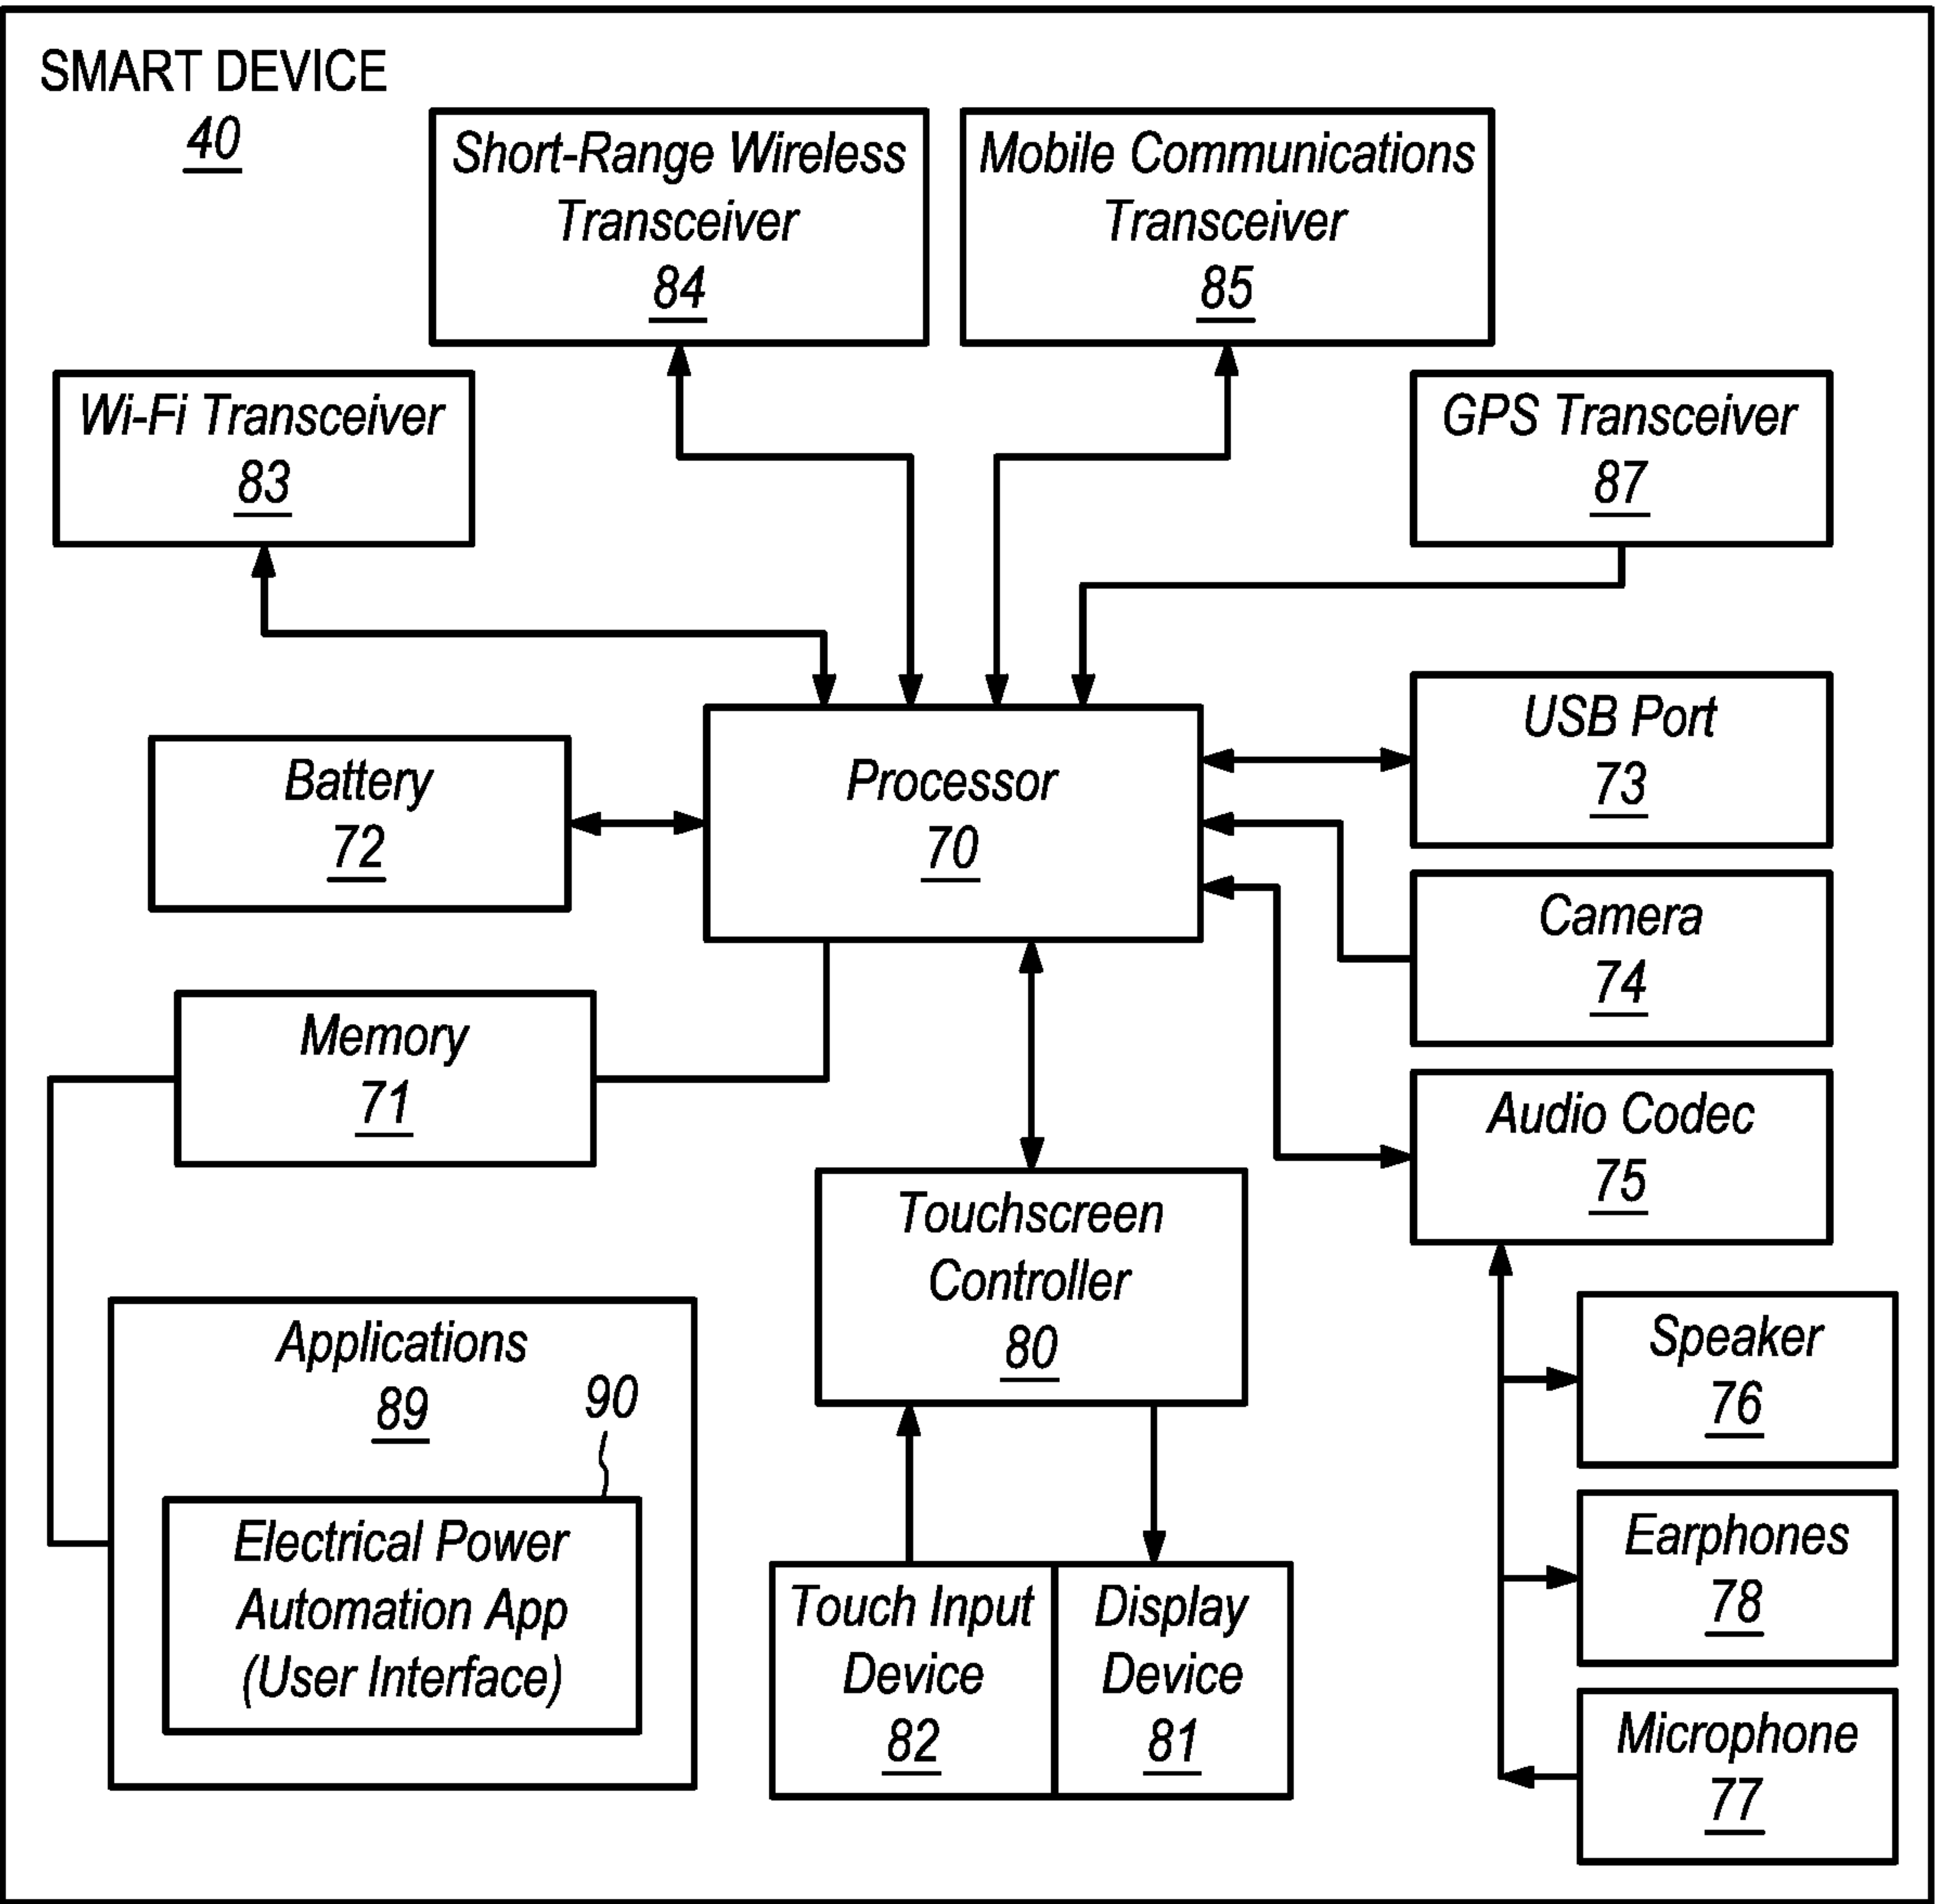 SMART DEVICE
40
Short-Range Wireless
Transceiver
84
Mobile Communications
Transceiver
85
Wi-Fi Transceiver
83
GPS Transceiver
87
Battery
72
Processor
70
USB Port
73
Camera
74
Memory
71
Audio Codec
75
Touchscreen
Controller
80
Applications
89
90
Electrical Power
Automation App
(User Interface)
Touch Input
Device
82
Display
Device
81
Speaker
76
Earphones
78
Microphone
77